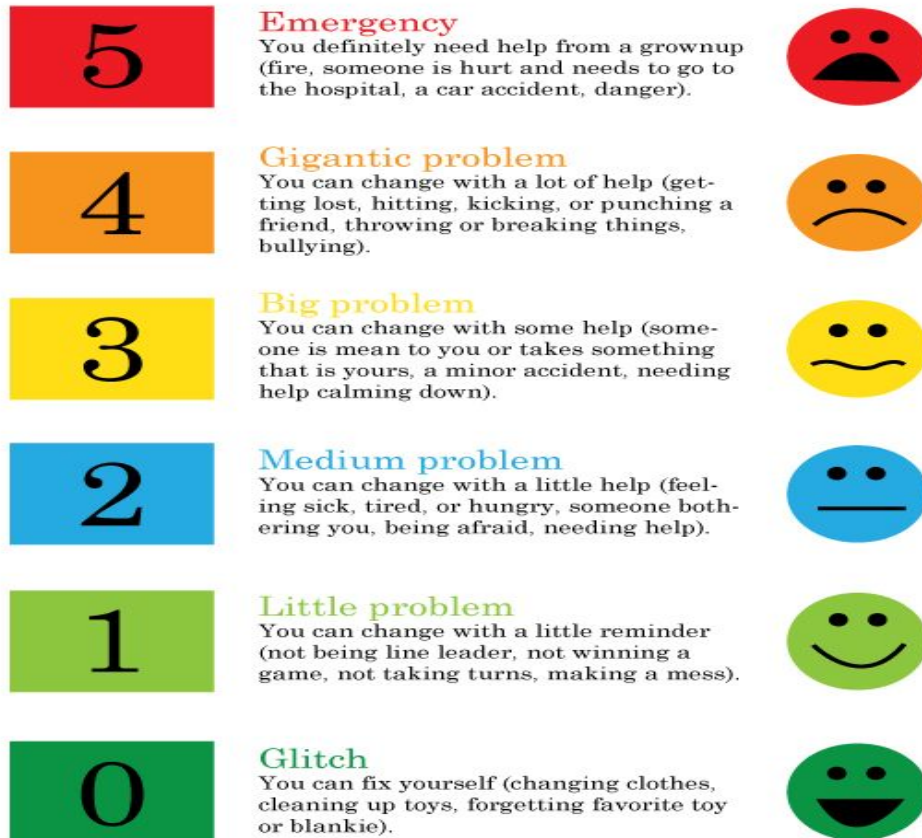 5
Emergency
You definitely need help from a grownup
(fire, someone is hurt and needs to go to
the hospital, a car accident, danger).
4
Gigantic problem
You can change with a lot of help (get-
ting lost, hitting, kicking, or punching a
friend, throwing or breaking things,
bullying).
3
Big problem
You can change with some help (some-
one is mean to you or takes something
that is yours, a minor accident, needing
help calming down).
2
Medium problem
You can change with a little help (feel-
ing sick, tired, or hungry, someone both-
ering you, being afraid, needing help).
1
Little problem
You can change with a little reminder
(not being line leader, not winning a
game, not taking turns, making a mess).
0
Glitch
You can fix yourself (changing clothes,
cleaning up toys, forgetting favorite toy
or blankie).